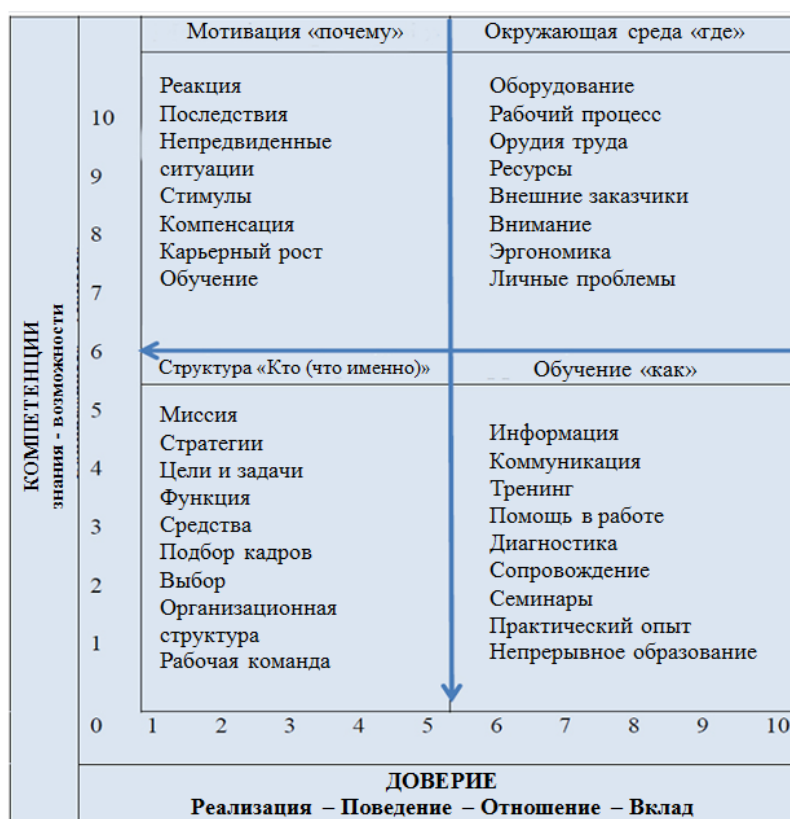 Мотивация «почему»
Реакция
Последствия
Непредвиденные
ситуации
Стимулы
Компенсация
Карьерный рост
Обучение
Окружающая среда «где»
Оборудование
Рабочий процесс
Орудия труда
Ресурсы
Внешние заказчики
Внимание
Эргономика
Личные проблемы
Структура «Кто (что именно)»
Миссия
Стратегии
Цели и задачи
Функция
Средства
Подбор кадров
Выбор
Организационная
структура
Рабочая команда
Обучение «как»
Информация
Коммуникация
Тренинг
Помощь в работе
Диагностика
Сопровождение
Семинары
Практический опыт
Непрерывное образование
КОМПЕТЕНЦИИ
знания - возможности
10
9
8
7
6
5
4
3
2
1
0 1 2 3 4 5 6 7 8 9 10
ДОВЕРИЕ
Реализация – Поведение – Отношение – Вклад